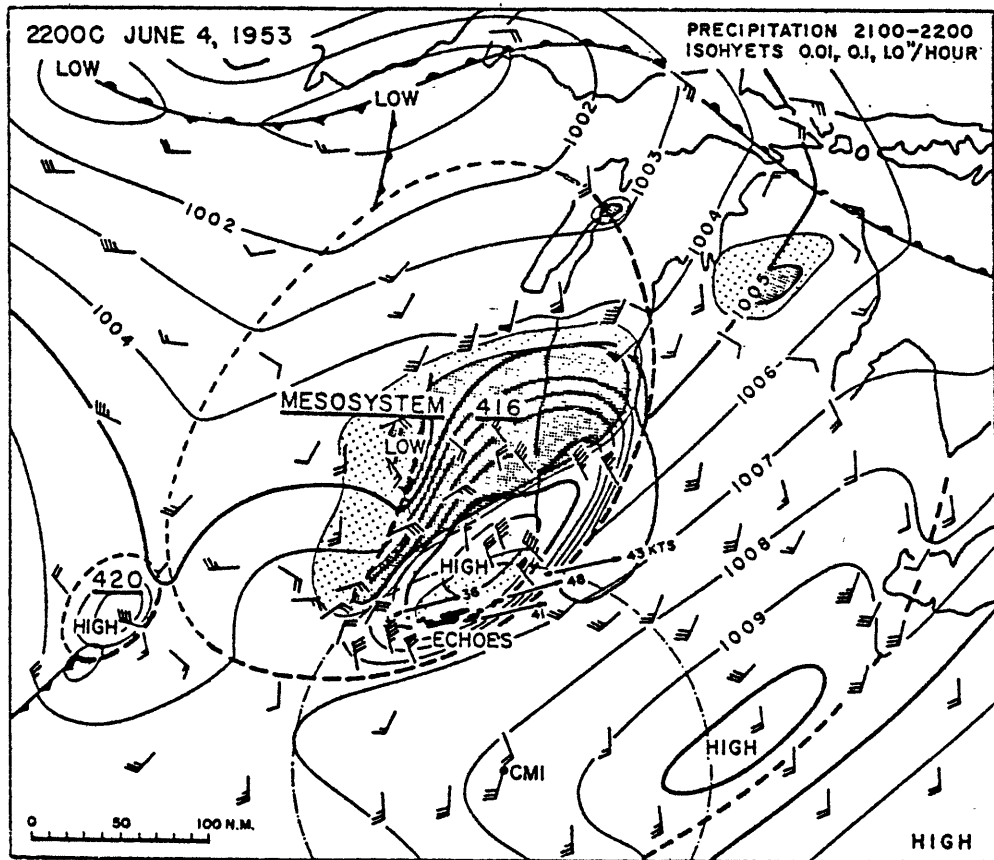 2200C JUNE 4, 1953
PRECIPITATION 2100-2200
ISOHYETS 0.01, 0.1, 1.0"/HOUR
LOW
LOW
1002
1003
1002
1004
1005
1004
1006
MESOSYSTEM 416
LOW
1007
HIGH
43 KTS
1008
420
HIGH
36
48
41
ECHOES
1009
HIGH
CMI
0 50 100 N.M.
HIGH